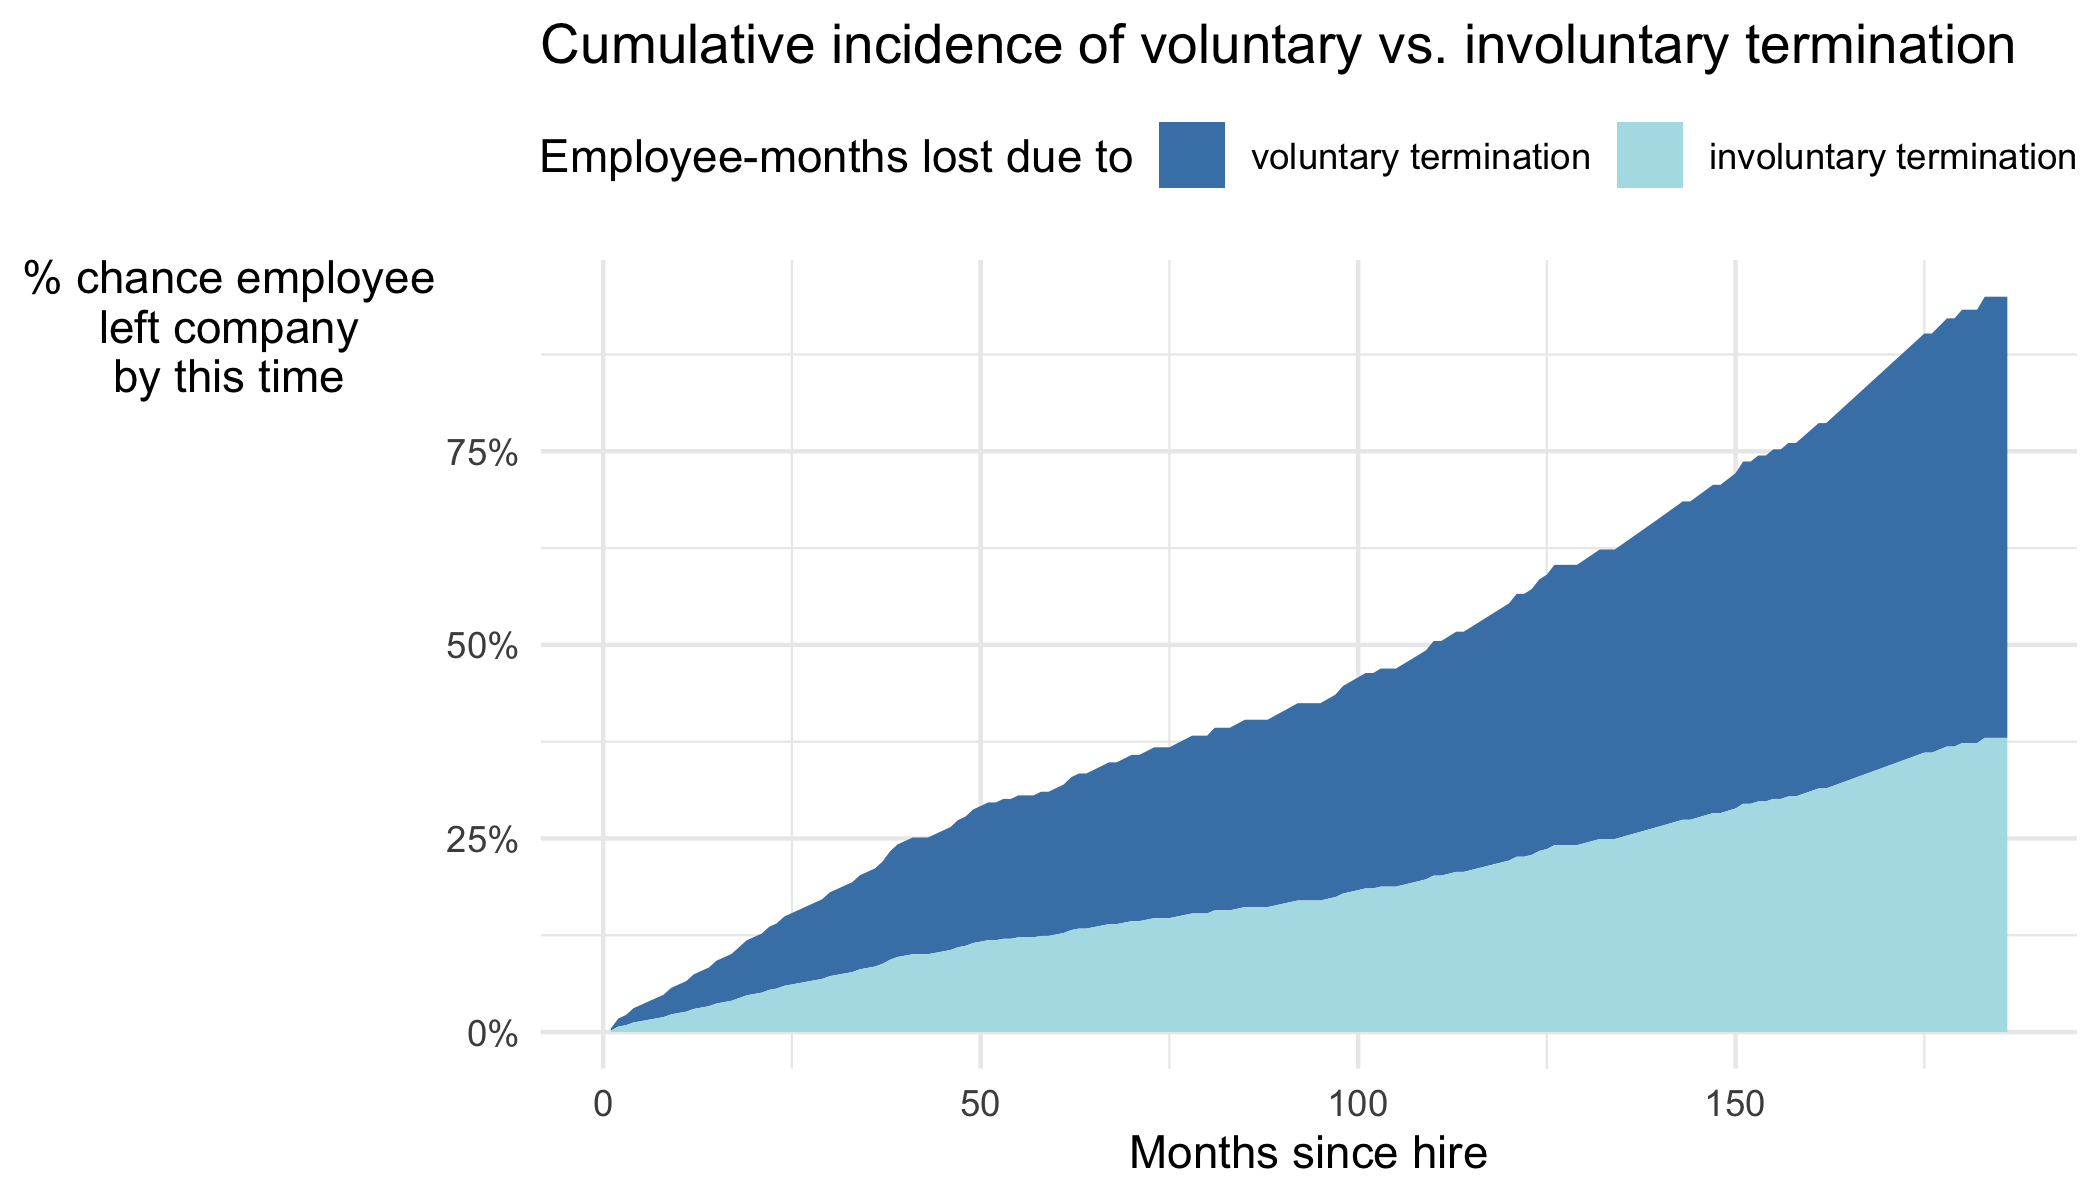 Cumulative incidence of voluntary vs. involuntary termination
Employee-months lost due to voluntary termination involuntary termination
% chance employee
left company
by this time
75%
50%
25%
0%
0 50 100 150
Months since hire